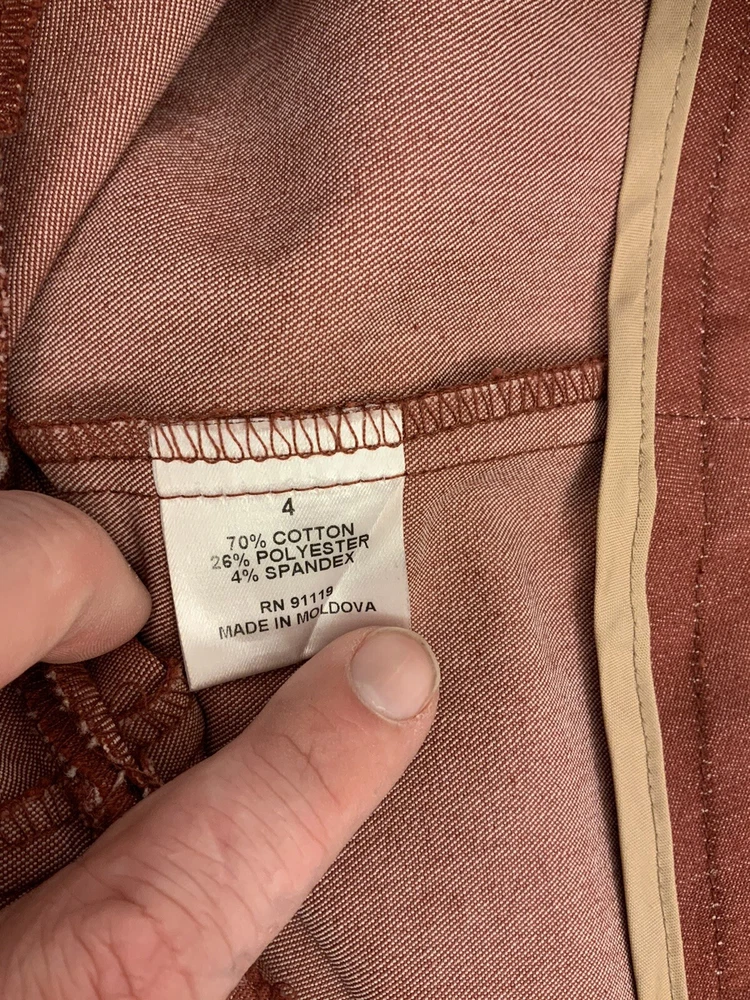 4
70% COTTON
26% POLYESTER
4% SPANDEX
RN 91119
MADE IN MOLDOVA